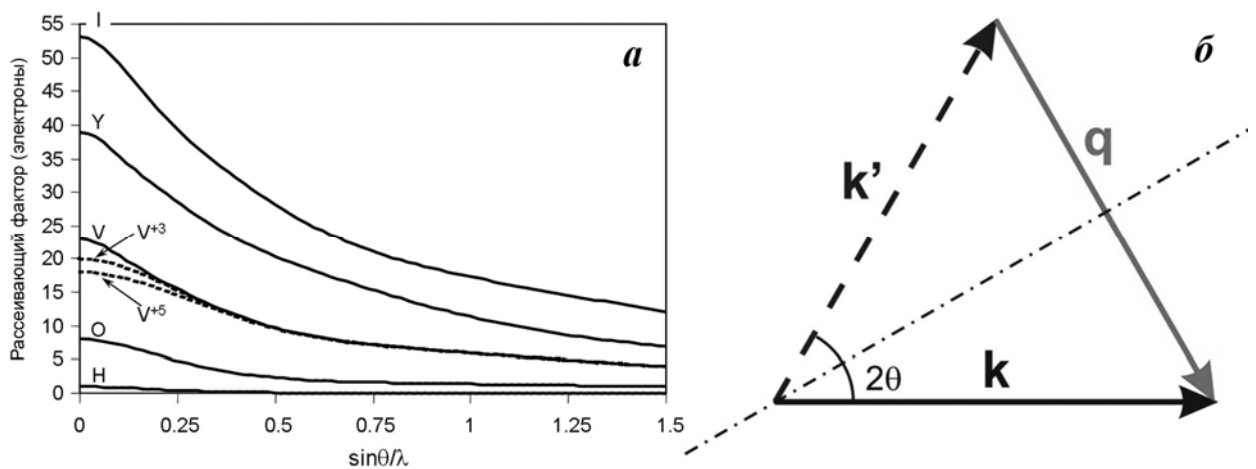 55
I
50
45
40
35
30
25
20
15
10
5
0
Y
V
V+3
V+5
O
H
а
Рассеивающий фактор (электроны)
0
0.25
0.5
0.75
1
1.25
1.5
sinθ/λ
б
k’
q
2θ
k